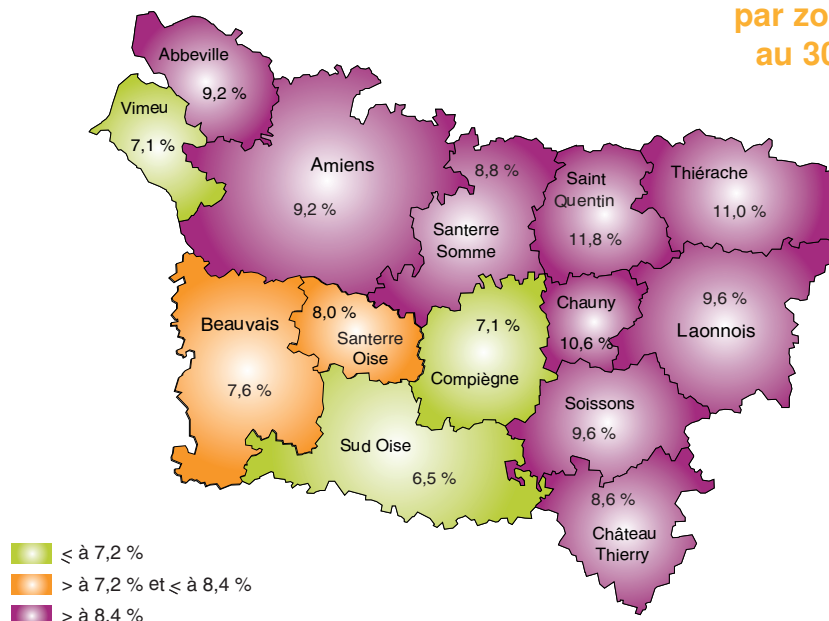 par zo
au 30
Abbeville
9,2 %
Vimeu
7,1 %
Amiens
9,2 %
8,8 %
Santerre
Somme
Saint
Quentin
11,8 %
Thiérache
11,0 %
Beauvais
7,6 %
8,0 %
Santerre
Oise
7,1 %
Compiègne
Chauny
10,6 %
9,6 %
Laonnois
Soissons
9,6 %
Sud Oise
6,5 %
8,6 %
Château
Thierry
⩽ à 7,2 %
> à 7,2 % et ⩽ à 8,4 %
> à 8,4 %